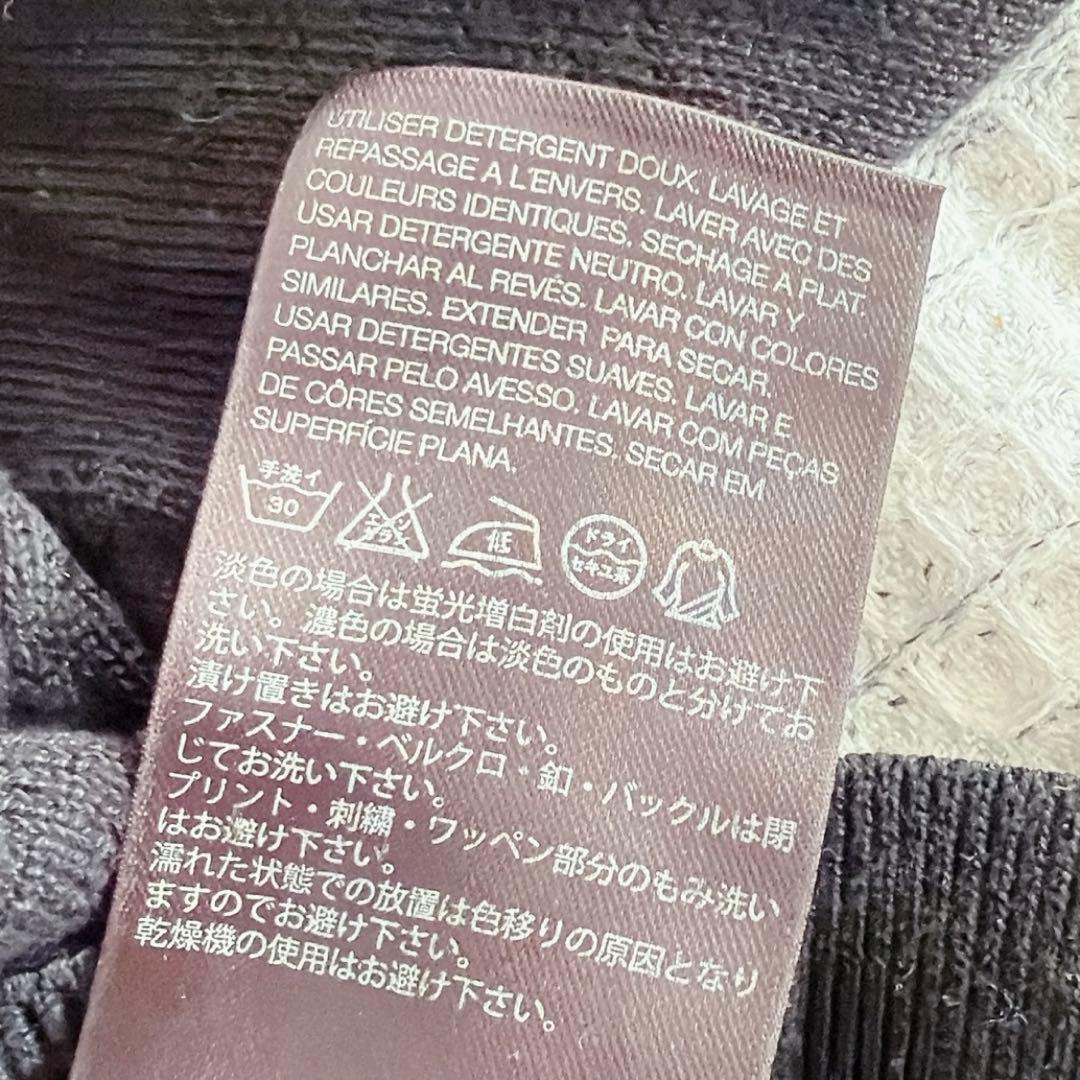 UTILISER DETERGENT DOUX. LAVAGE ET
REPASSAGE A L'ENVERS. LAVER AVEC DES
COULEURS IDENTIQUES. SECHAGE A PLAT.
USAR DETERGENTE NEUTRO. LAVAR Y
PLANCHAR AL REVÉS. LAVAR CON COLORES
SIMILARES. EXTENDER PARA SECAR.
USAR DETERGENTES SUAVES. LAVAR E
PASSAR PELO AVESSO. LAVAR COM PEÇAS
DE CÔRES SEMELHANTES. SECAR EM
SUPERFÍCIE PLANA.
手洗イ 30 エンソサラシ 低 ドライ セキユ系
淡色の場合は蛍光増白剤の使用はお避け下
さい。濃色の場合は淡色のものと分けてお
洗い下さい。
漬け置きはお避け下さい。
ファスナー・ベルクロ・釦・バックルは閉
じてお洗い下さい。
プリント・刺繍・ワッペン部分のもみ洗い
はお避け下さい。
濡れた状態での放置は色移りの原因となり
ますのでお避け下さい。
乾燥機の使用はお避け下さい。